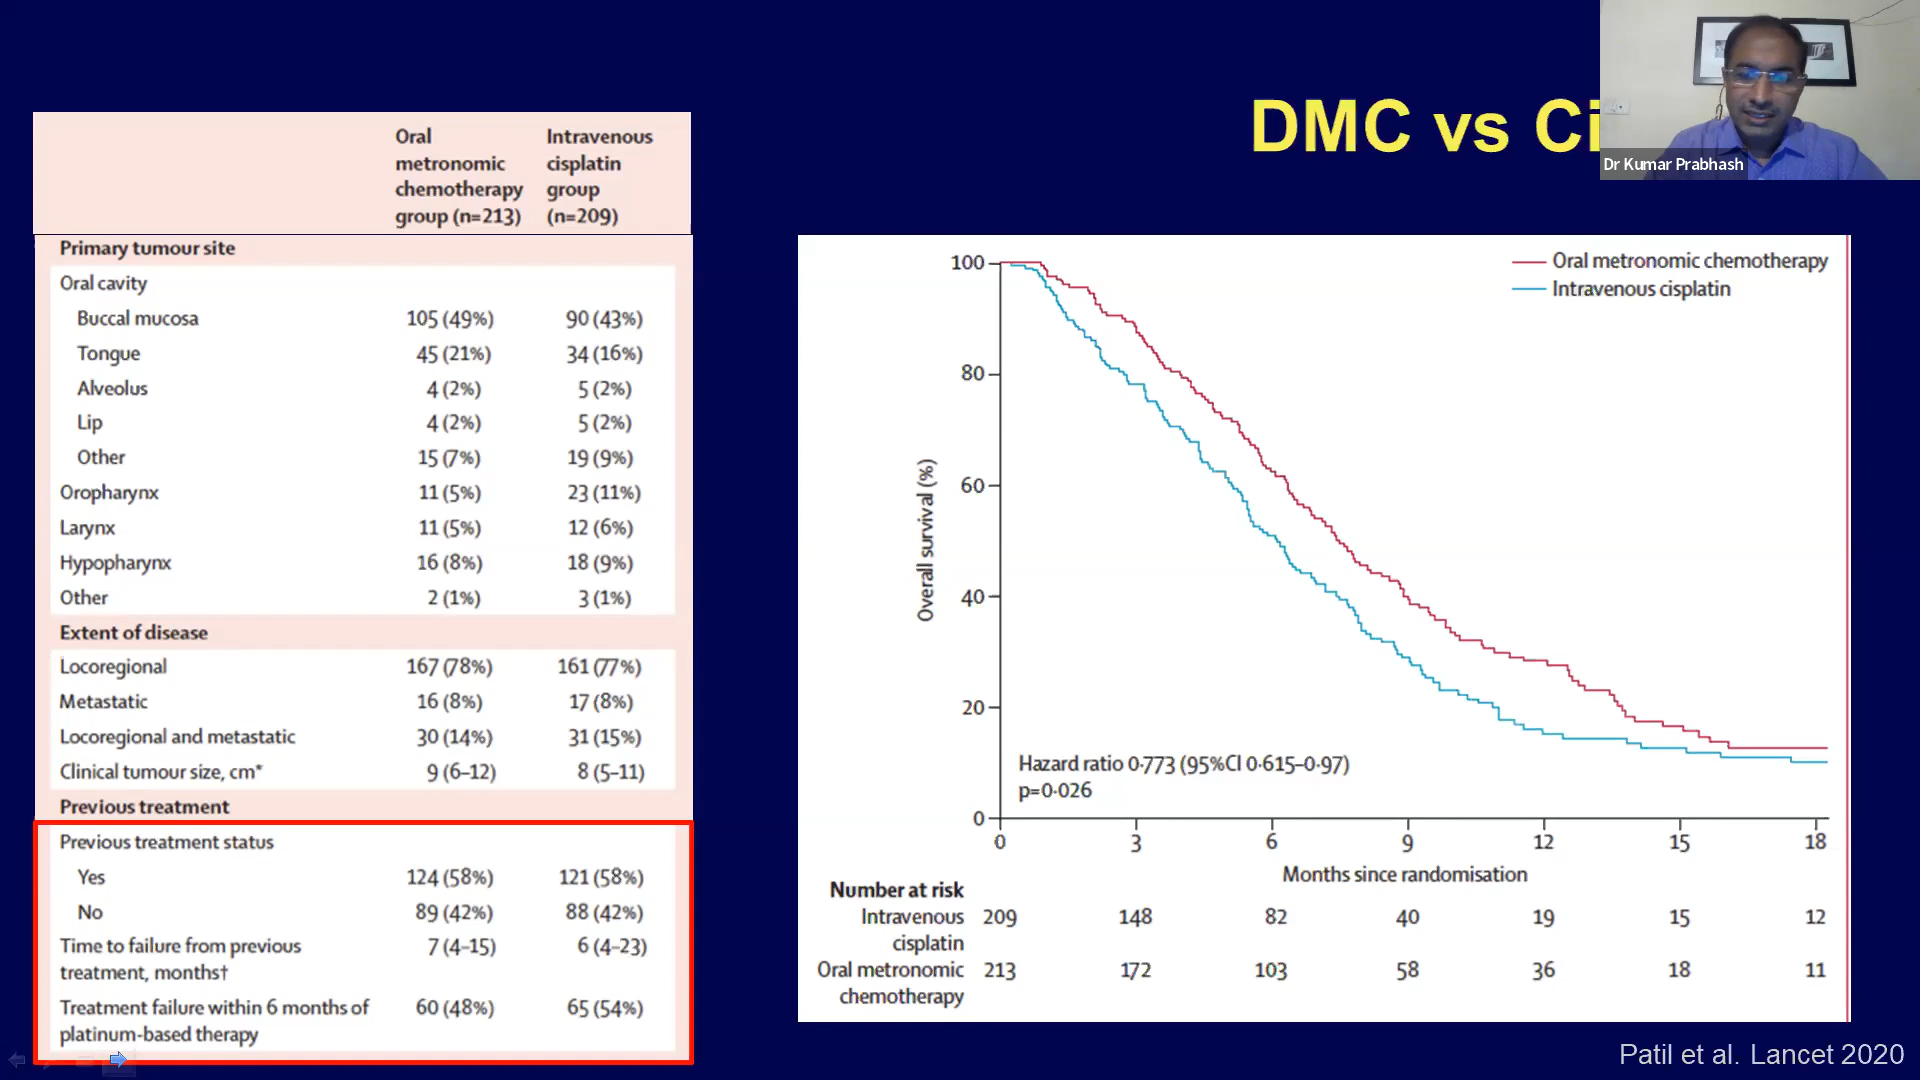 DMC vs Ci
Dr Kumar Prabhash
Oral metronomic chemotherapy group (n=213) Intravenous cisplatin group (n=209)
Primary tumour site
Oral cavity
Buccal mucosa 105 (49%) 90 (43%)
Tongue 45 (21%) 34 (16%)
Alveolus 4 (2%) 5 (2%)
Lip 4 (2%) 5 (2%)
Other 15 (7%) 19 (9%)
Oropharynx 11 (5%) 23 (11%)
Larynx 11 (5%) 12 (6%)
Hypopharynx 16 (8%) 18 (9%)
Other 2 (1%) 3 (1%)
Extent of disease
Locoregional 167 (78%) 161 (77%)
Metastatic 16 (8%) 17 (8%)
Locoregional and metastatic 30 (14%) 31 (15%)
Clinical tumour size, cm* 9 (6–12) 8 (5–11)
Previous treatment
Previous treatment status
Yes 124 (58%) 121 (58%)
No 89 (42%) 88 (42%)
Time to failure from previous 7 (4–15) 6 (4–23)
treatment, months†
Treatment failure within 6 months of 60 (48%) 65 (54%)
platinum-based therapy
Oral metronomic chemotherapy
Intravenous cisplatin
Overall survival (%)
100
80
60
40
20
0
Hazard ratio 0·773 (95%CI 0·615–0·97)
p=0·026
0 3 6 9 12 15 18
Months since randomisation
Number at risk
Intravenous 209 148 82 40 19 15 12
cisplatin
Oral metronomic 213 172 103 58 36 18 11
chemotherapy
Patil et al. Lancet 2020